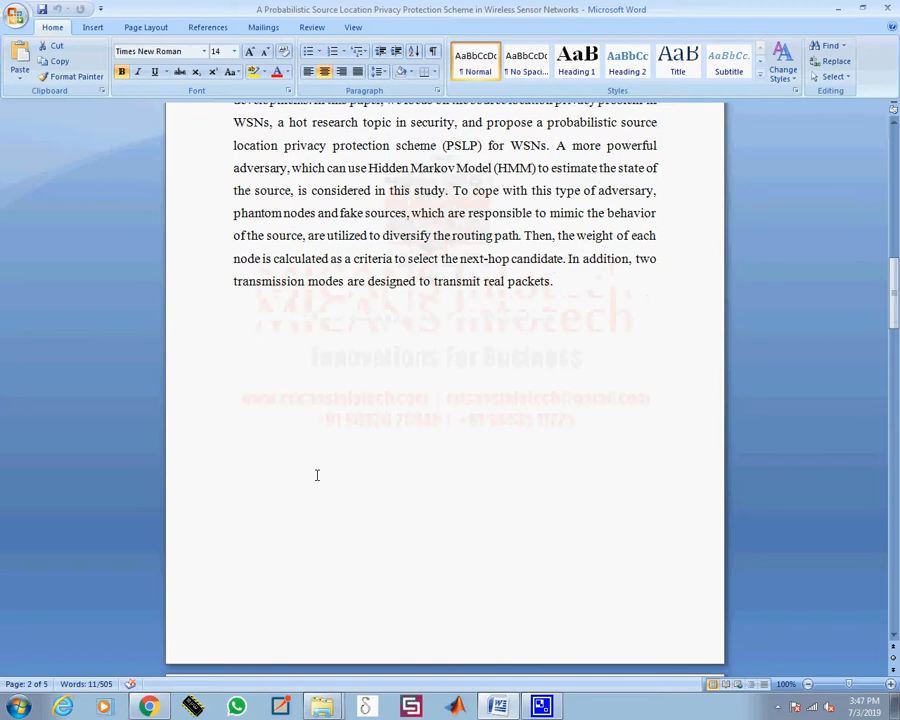 A Probabilistic Source Location Privacy Protection Scheme in Wireless Sensor Networks - Microsoft Word
Home Insert Page Layout References Mailings Review View
Paste
Cut
Copy
Format Painter
Clipboard
Times New Roman 14
Font
Paragraph
AaBbCcDc AaBbCcDc AaBbCc AaBbCc AaB AaBbCc.
¶ Normal ¶ No Spaci... Heading 1 Heading 2 Title Subtitle
Change Styles
Styles
Find
Replace
Select
Editing
development. In this paper, we focus on the source location privacy problem in
WSNs, a hot research topic in security, and propose a probabilistic source
location privacy protection scheme (PSLP) for WSNs. A more powerful
adversary, which can use Hidden Markov Model (HMM) to estimate the state of
the source, is considered in this study. To cope with this type of adversary,
phantom nodes and fake sources, which are responsible to mimic the behavior
of the source, are utilized to diversify the routing path. Then, the weight of each
node is calculated as a criteria to select the next-hop candidate. In addition, two
transmission modes are designed to transmit real packets.
Infotech
Innovations For Business
Page: 2 of 5 Words: 11/505 100%
3:47 PM
7/3/2019